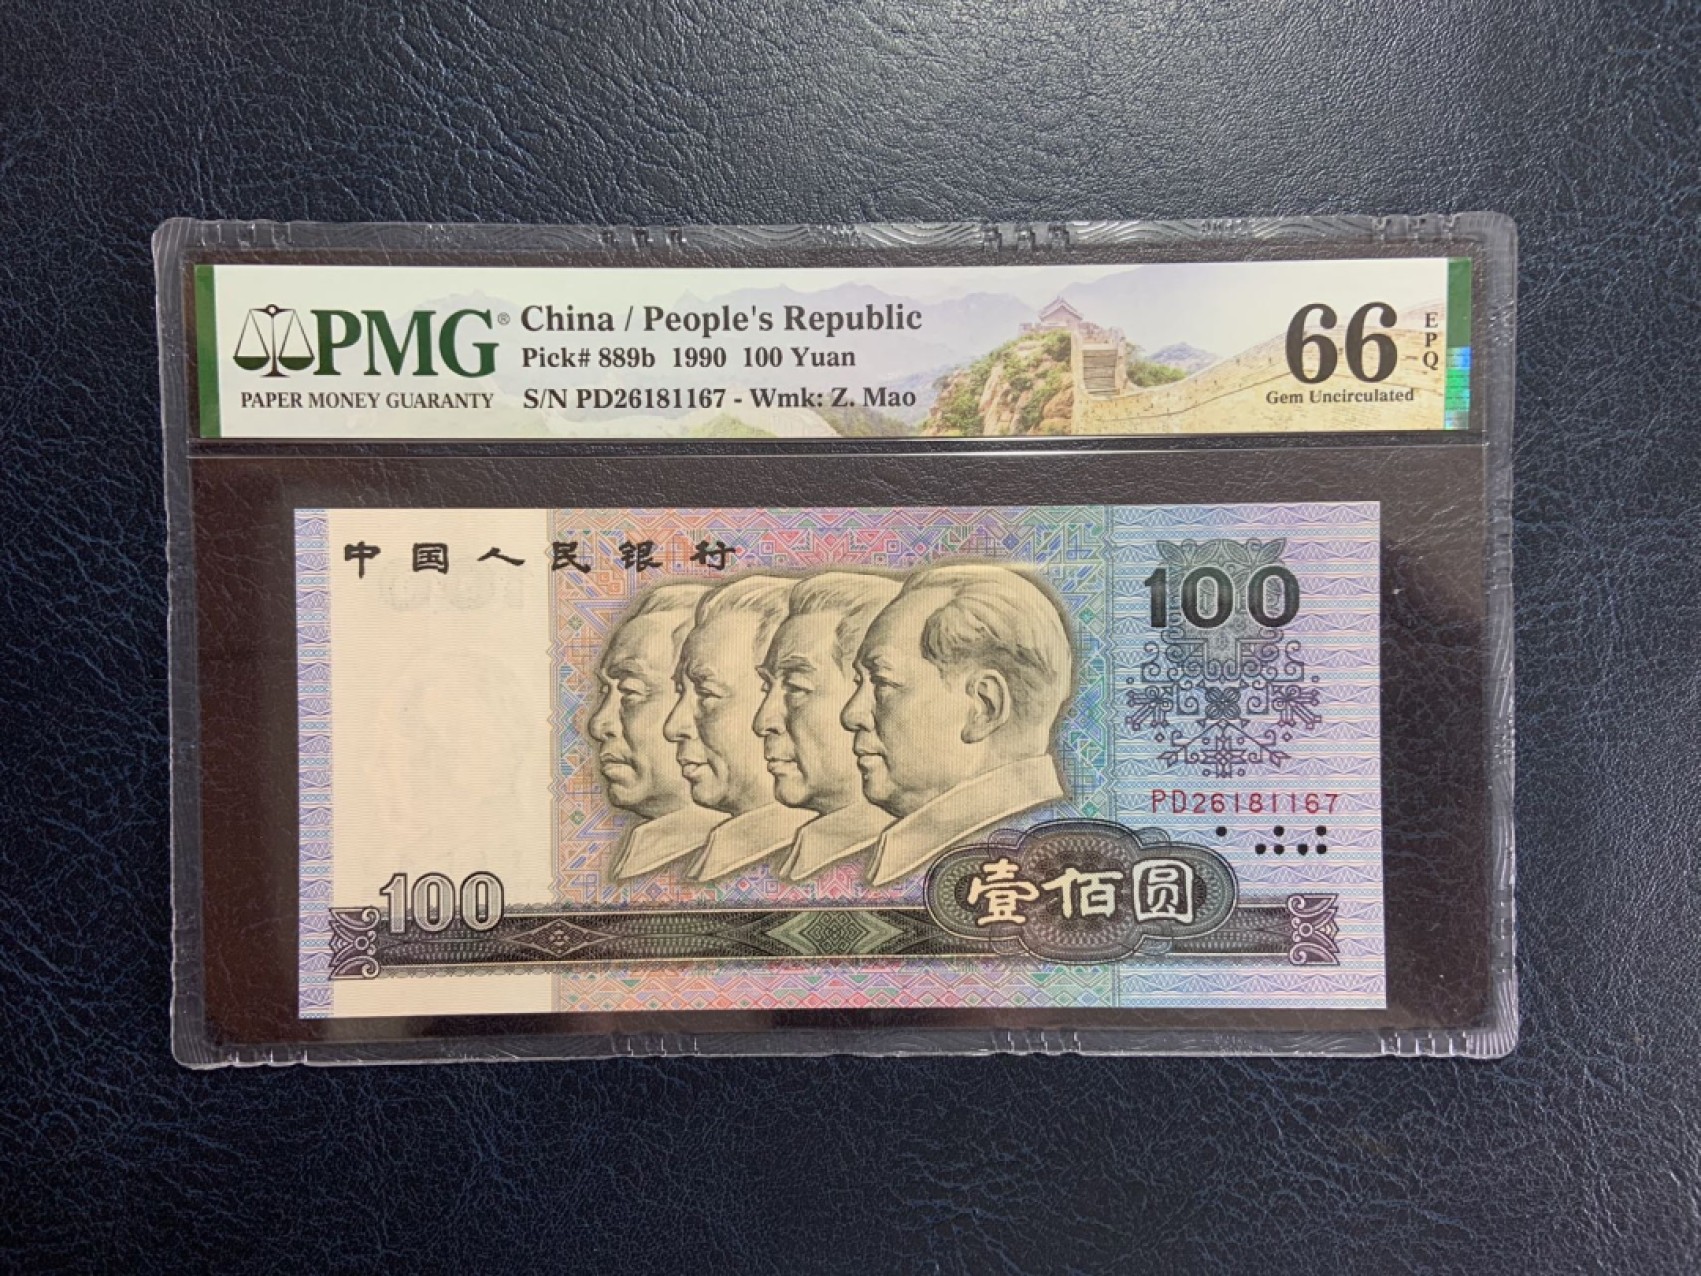 PMG®
PAPER MONEY GUARANTY
China / People's Republic
Pick# 889b 1990 100 Yuan
S/N PD26181167 - Wmk: Z. Mao
66
EPQ
Gem Uncirculated
中国人民银行
100
PD26181167
100
壹佰圆